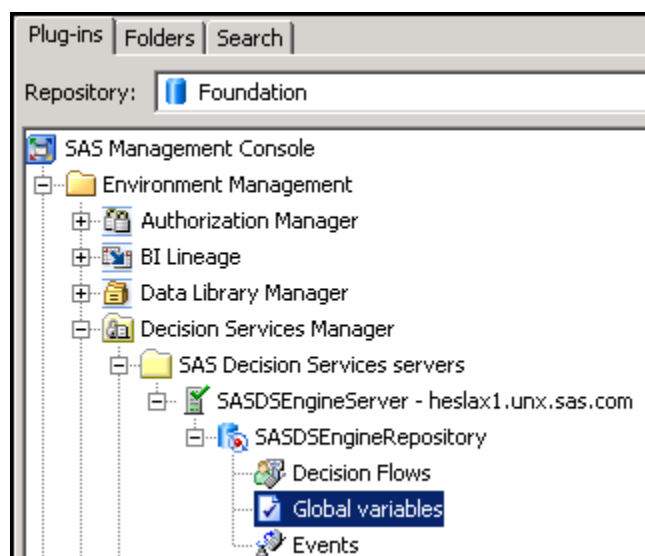 Plug-ins Folders Search
Repository: Foundation
SAS Management Console
Environment Management
Authorization Manager
BI Lineage
Data Library Manager
Decision Services Manager
SAS Decision Services servers
SASDSEngineServer - heslax1.unx.sas.com
SASDSEngineRepository
Decision Flows
Global variables
Events